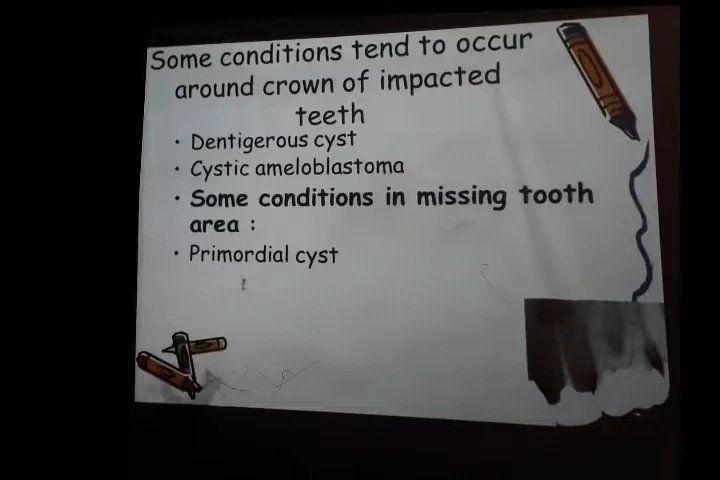 Some conditions tend to occur
around crown of impacted
teeth
• Dentigerous cyst
• Cystic ameloblastoma
• Some conditions in missing tooth
area :
• Primordial cyst